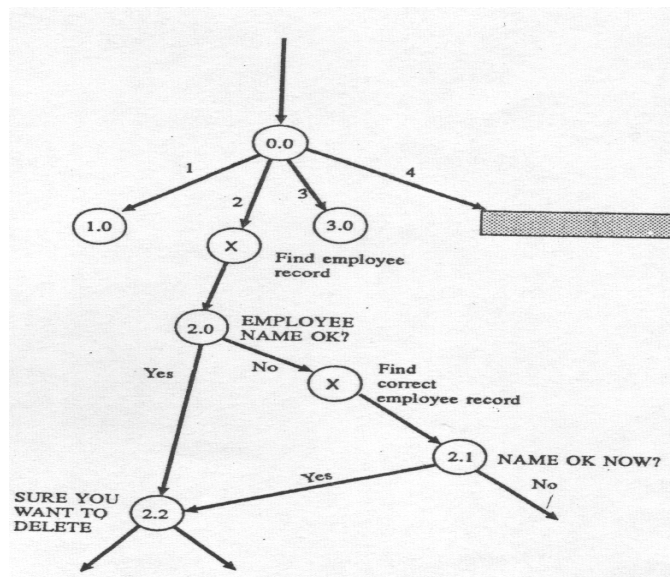 0.0
1
2
3
4
1.0
3.0
X
Find employee
record
2.0
EMPLOYEE
NAME OK?
Yes
No
X
Find
correct
employee record
2.1
NAME OK NOW?
Yes
No
SURE YOU
WANT TO
DELETE
2.2